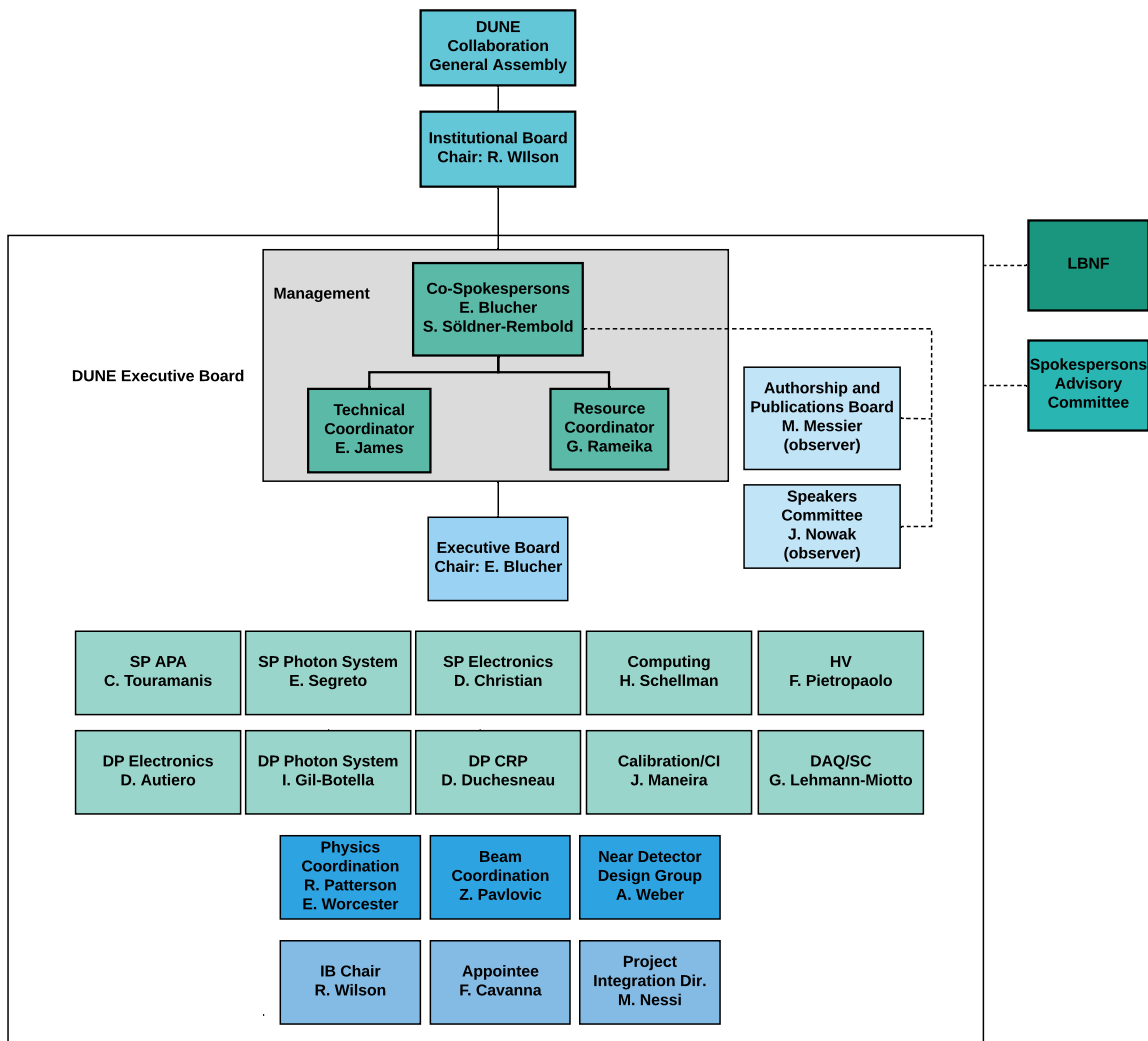 DUNE
Collaboration
General Assembly
Institutional Board
Chair: R. WIlson
LBNF
Management
Co-Spokespersons
E. Blucher
S. Söldner-Rembold
DUNE Executive Board
Spokespersons
Advisory
Committee
Technical
Coordinator
E. James
Resource
Coordinator
G. Rameika
Authorship and
Publications Board
M. Messier
(observer)
Speakers
Committee
J. Nowak
(observer)
Executive Board
Chair: E. Blucher
SP APA
C. Touramanis
SP Photon System
E. Segreto
SP Electronics
D. Christian
Computing
H. Schellman
HV
F. Pietropaolo
DP Electronics
D. Autiero
DP Photon System
I. Gil-Botella
DP CRP
D. Duchesneau
Calibration/CI
J. Maneira
DAQ/SC
G. Lehmann-Miotto
Physics
Coordination
R. Patterson
E. Worcester
Beam
Coordination
Z. Pavlovic
Near Detector
Design Group
A. Weber
IB Chair
R. Wilson
Appointee
F. Cavanna
Project
Integration Dir.
M. Nessi